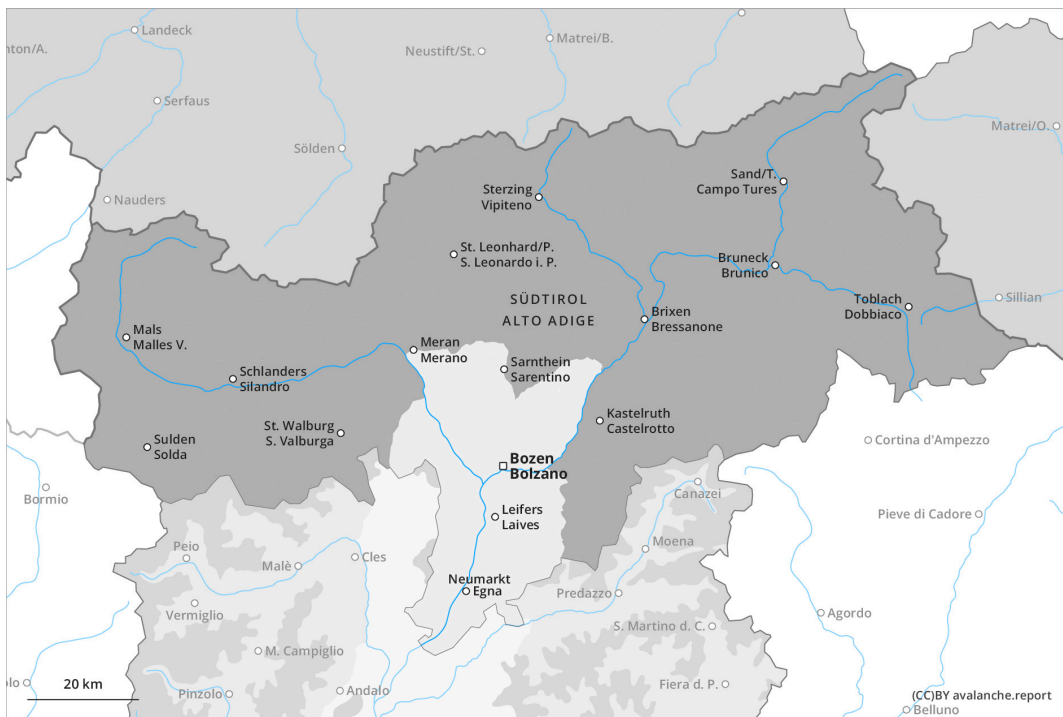 Landeck
nton/A.
Neustift/St.
Matrei/B.
Serfaus
Matrei/O.
Sölden
Sand/T.
Campo Tures
Sterzing
Vipiteno
Nauders
St. Leonhard/P.
S. Leonardo i. P.
Bruneck
Brunico
SÜDTIROL
ALTO ADIGE
Toblach
Dobbiaco
Sillian
Brixen
Bressanone
Mals
Malles V.
Meran
Merano
Sarnthein
Sarentino
Schlanders
Silandro
Kastelruth
Castelrotto
St. Walburg
S. Valburga
Sulden
Solda
Cortina d'Ampezzo
Bozen
Bolzano
Bormio
Canazei
Leifers
Laives
Pieve di Cadore
Moena
Peio
Malè
Cles
Neumarkt
Egna
Predazzo
Vermiglio
Agordo
S. Martino d. C.
M. Campiglio
20 km
olo
Pinzolo
Andalo
Fiera d. P.
(CC)BY avalanche.report
Belluno